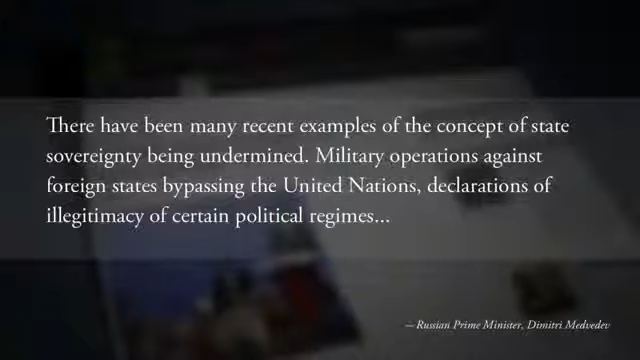 There have been many recent examples of the concept of state
sovereignty being undermined. Military operations against
foreign states bypassing the United Nations, declarations of
illegitimacy of certain political regimes...
—Russian Prime Minister, Dimitri Medvedev